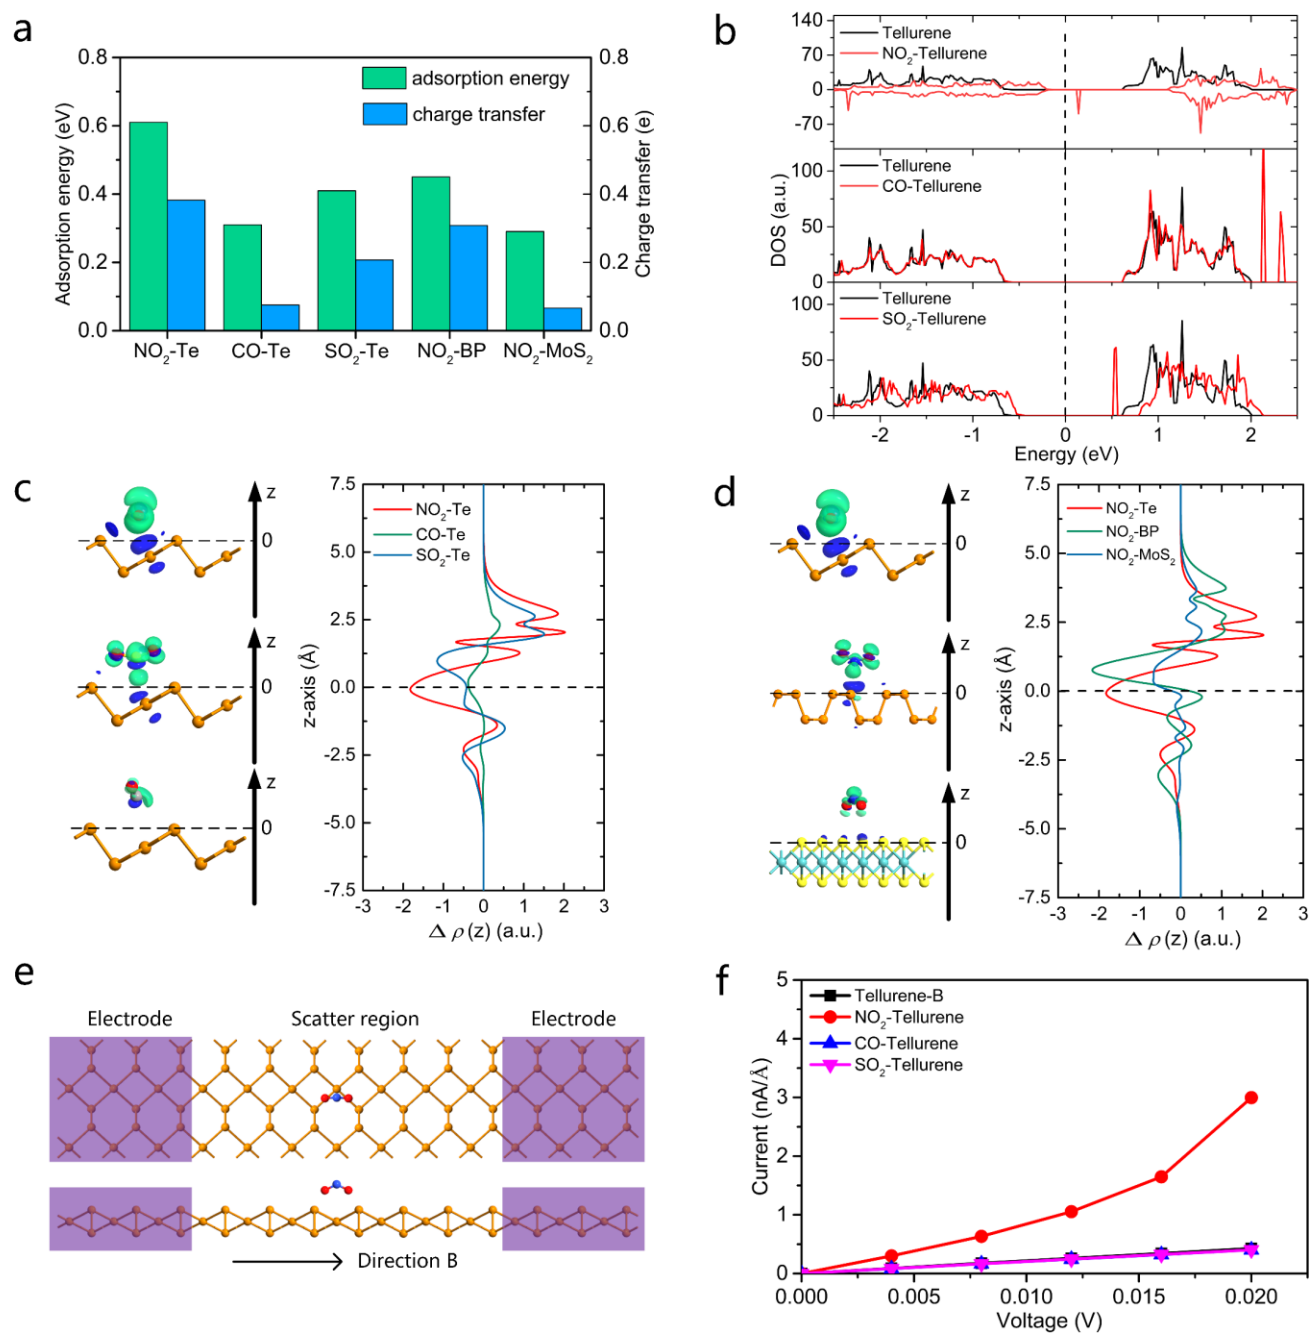 a
adsorption energy
charge transfer
Adsorption energy (eV)
0.8
0.6
0.4
0.2
0.0
Charge transfer (e)
0.8
0.6
0.4
0.2
0.0
NO2-Te CO-Te SO2-Te NO2-BP NO2-MoS2
b
Tellurene
NO2-Tellurene
140
70
0
-70
Tellurene
CO-Tellurene
DOS (a.u.)
100
50
0
Tellurene
SO2-Tellurene
100
50
0
-2 -1 0 1 2
Energy (eV)
c
z
0
z
0
z
0
NO2-Te
CO-Te
SO2-Te
z-axis (Å)
7.5
5.0
2.5
0.0
-2.5
-5.0
-7.5
-3 -2 -1 0 1 2 3
Δ ρ (z) (a.u.)
d
z
0
z
0
z
0
NO2-Te
NO2-BP
NO2-MoS2
z-axis (Å)
7.5
5.0
2.5
0.0
-2.5
-5.0
-7.5
-3 -2 -1 0 1 2 3
Δ ρ (z) (a.u.)
e
Electrode Scatter region Electrode
Direction B
f
Tellurene-B
NO2-Tellurene
CO-Tellurene
SO2-Tellurene
Current (nA/Å)
5
4
3
2
1
0
0.000 0.005 0.010 0.015 0.020
Voltage (V)